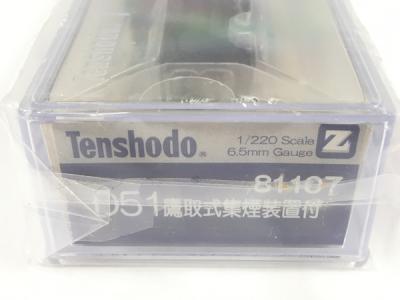 Tenshodo
Tenshodo®
1/220 Scale
6.5mm Gauge
Z
81107
D51鷹取式集煙装置付